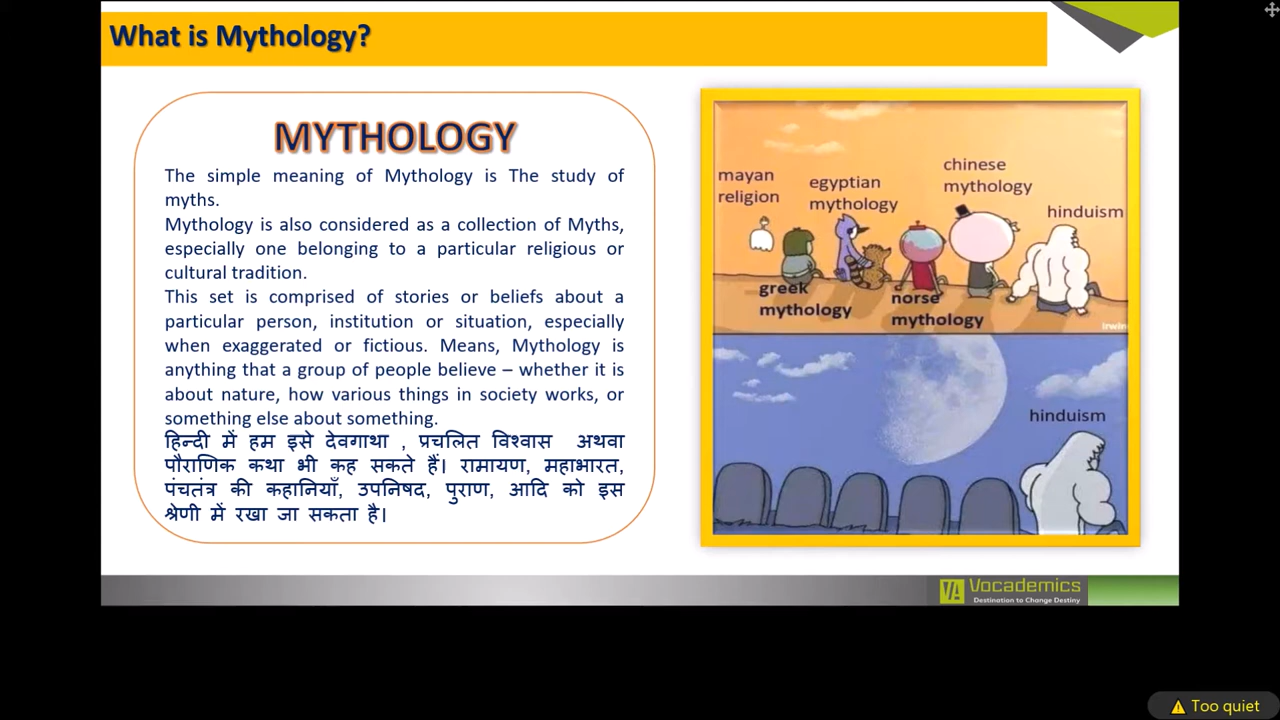 What is Mythology?
MYTHOLOGY
The simple meaning of Mythology is The study of
myths.
Mythology is also considered as a collection of Myths,
especially one belonging to a particular religious or
cultural tradition.
This set is comprised of stories or beliefs about a
particular person, institution or situation, especially
when exaggerated or fictious. Means, Mythology is
anything that a group of people believe – whether it is
about nature, how various things in society works, or
something else about something.
हिन्दी में हम इसे देवगाथा , प्रचलित विश्वास अथवा
पौराणिक कथा भी कह सकते हैं। रामायण, महाभारत,
पंचतंत्र की कहानियाँ, उपनिषद, पुराण, आदि को इस
श्रेणी में रखा जा सकता है।
mayan
religion
egyptian
mythology
chinese
mythology
hinduism
greek
mythology
norse
mythology
hinduism
VA Vocademics
Destination to Change Destiny
Too quiet